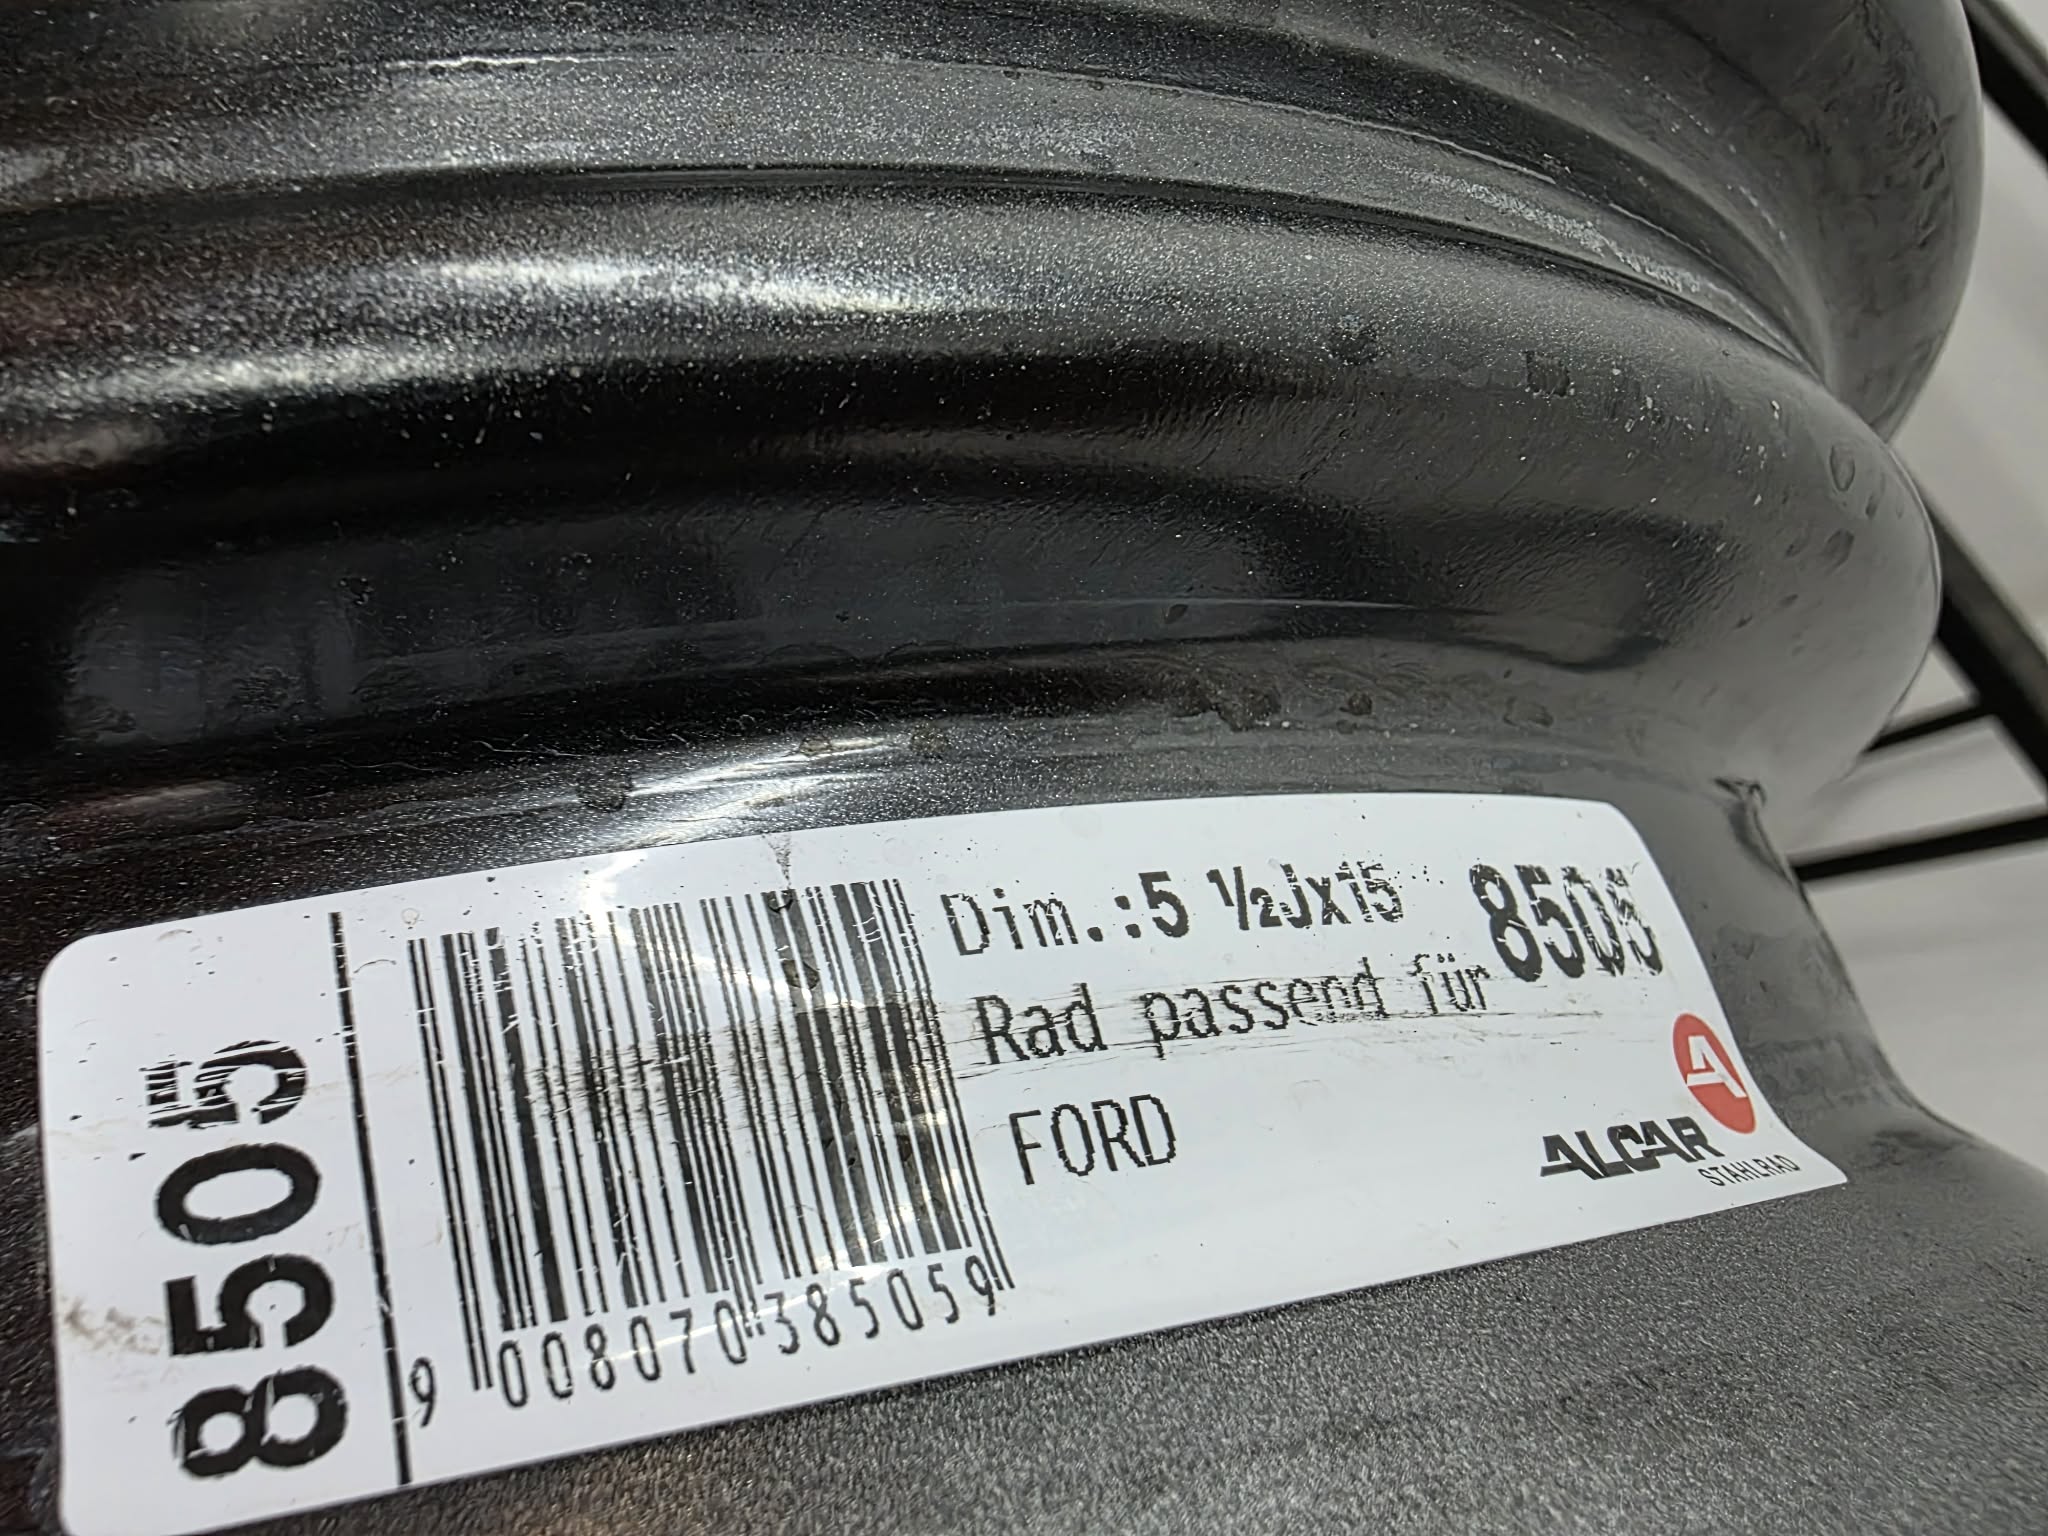 8505
Dim.:5 ½Jx15
8505
Rad passend für
FORD
9 008070 385059
A
ALCAR
STAHLRAD